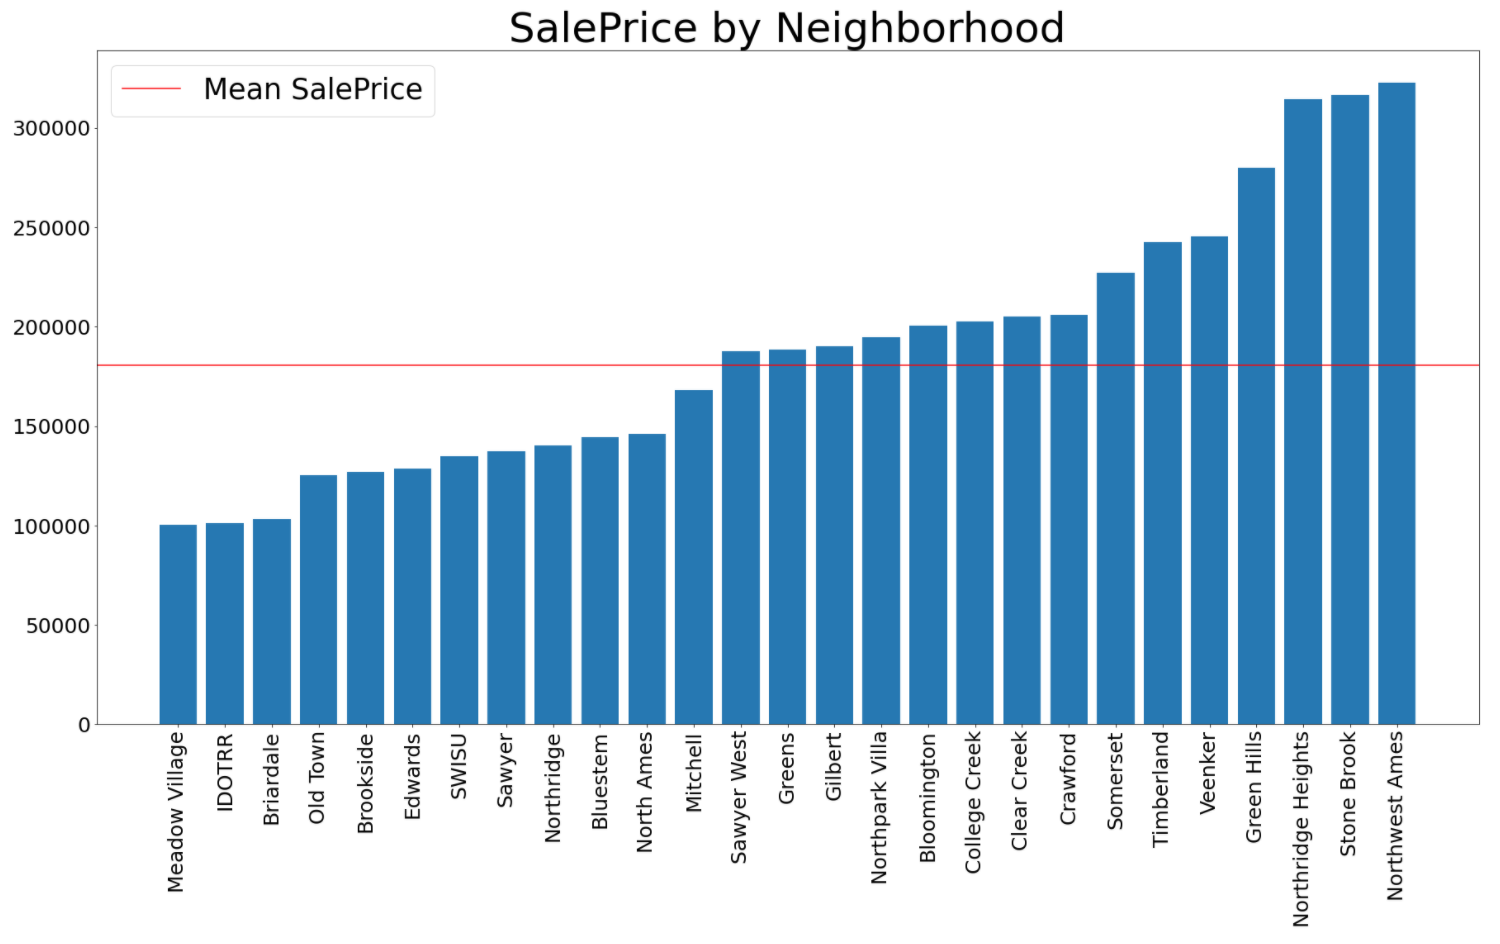 SalePrice by Neighborhood
Mean SalePrice
300000
250000
200000
150000
100000
50000
0
Meadow Village
IDOTRR
Briardale
Old Town
Brookside
Edwards
SWISU
Sawyer
Northridge
Bluestem
North Ames
Mitchell
Sawyer West
Greens
Gilbert
Northpark Villa
Bloomington
College Creek
Clear Creek
Crawford
Somerset
Timberland
Veenker
Green Hills
Northridge Heights
Stone Brook
Northwest Ames